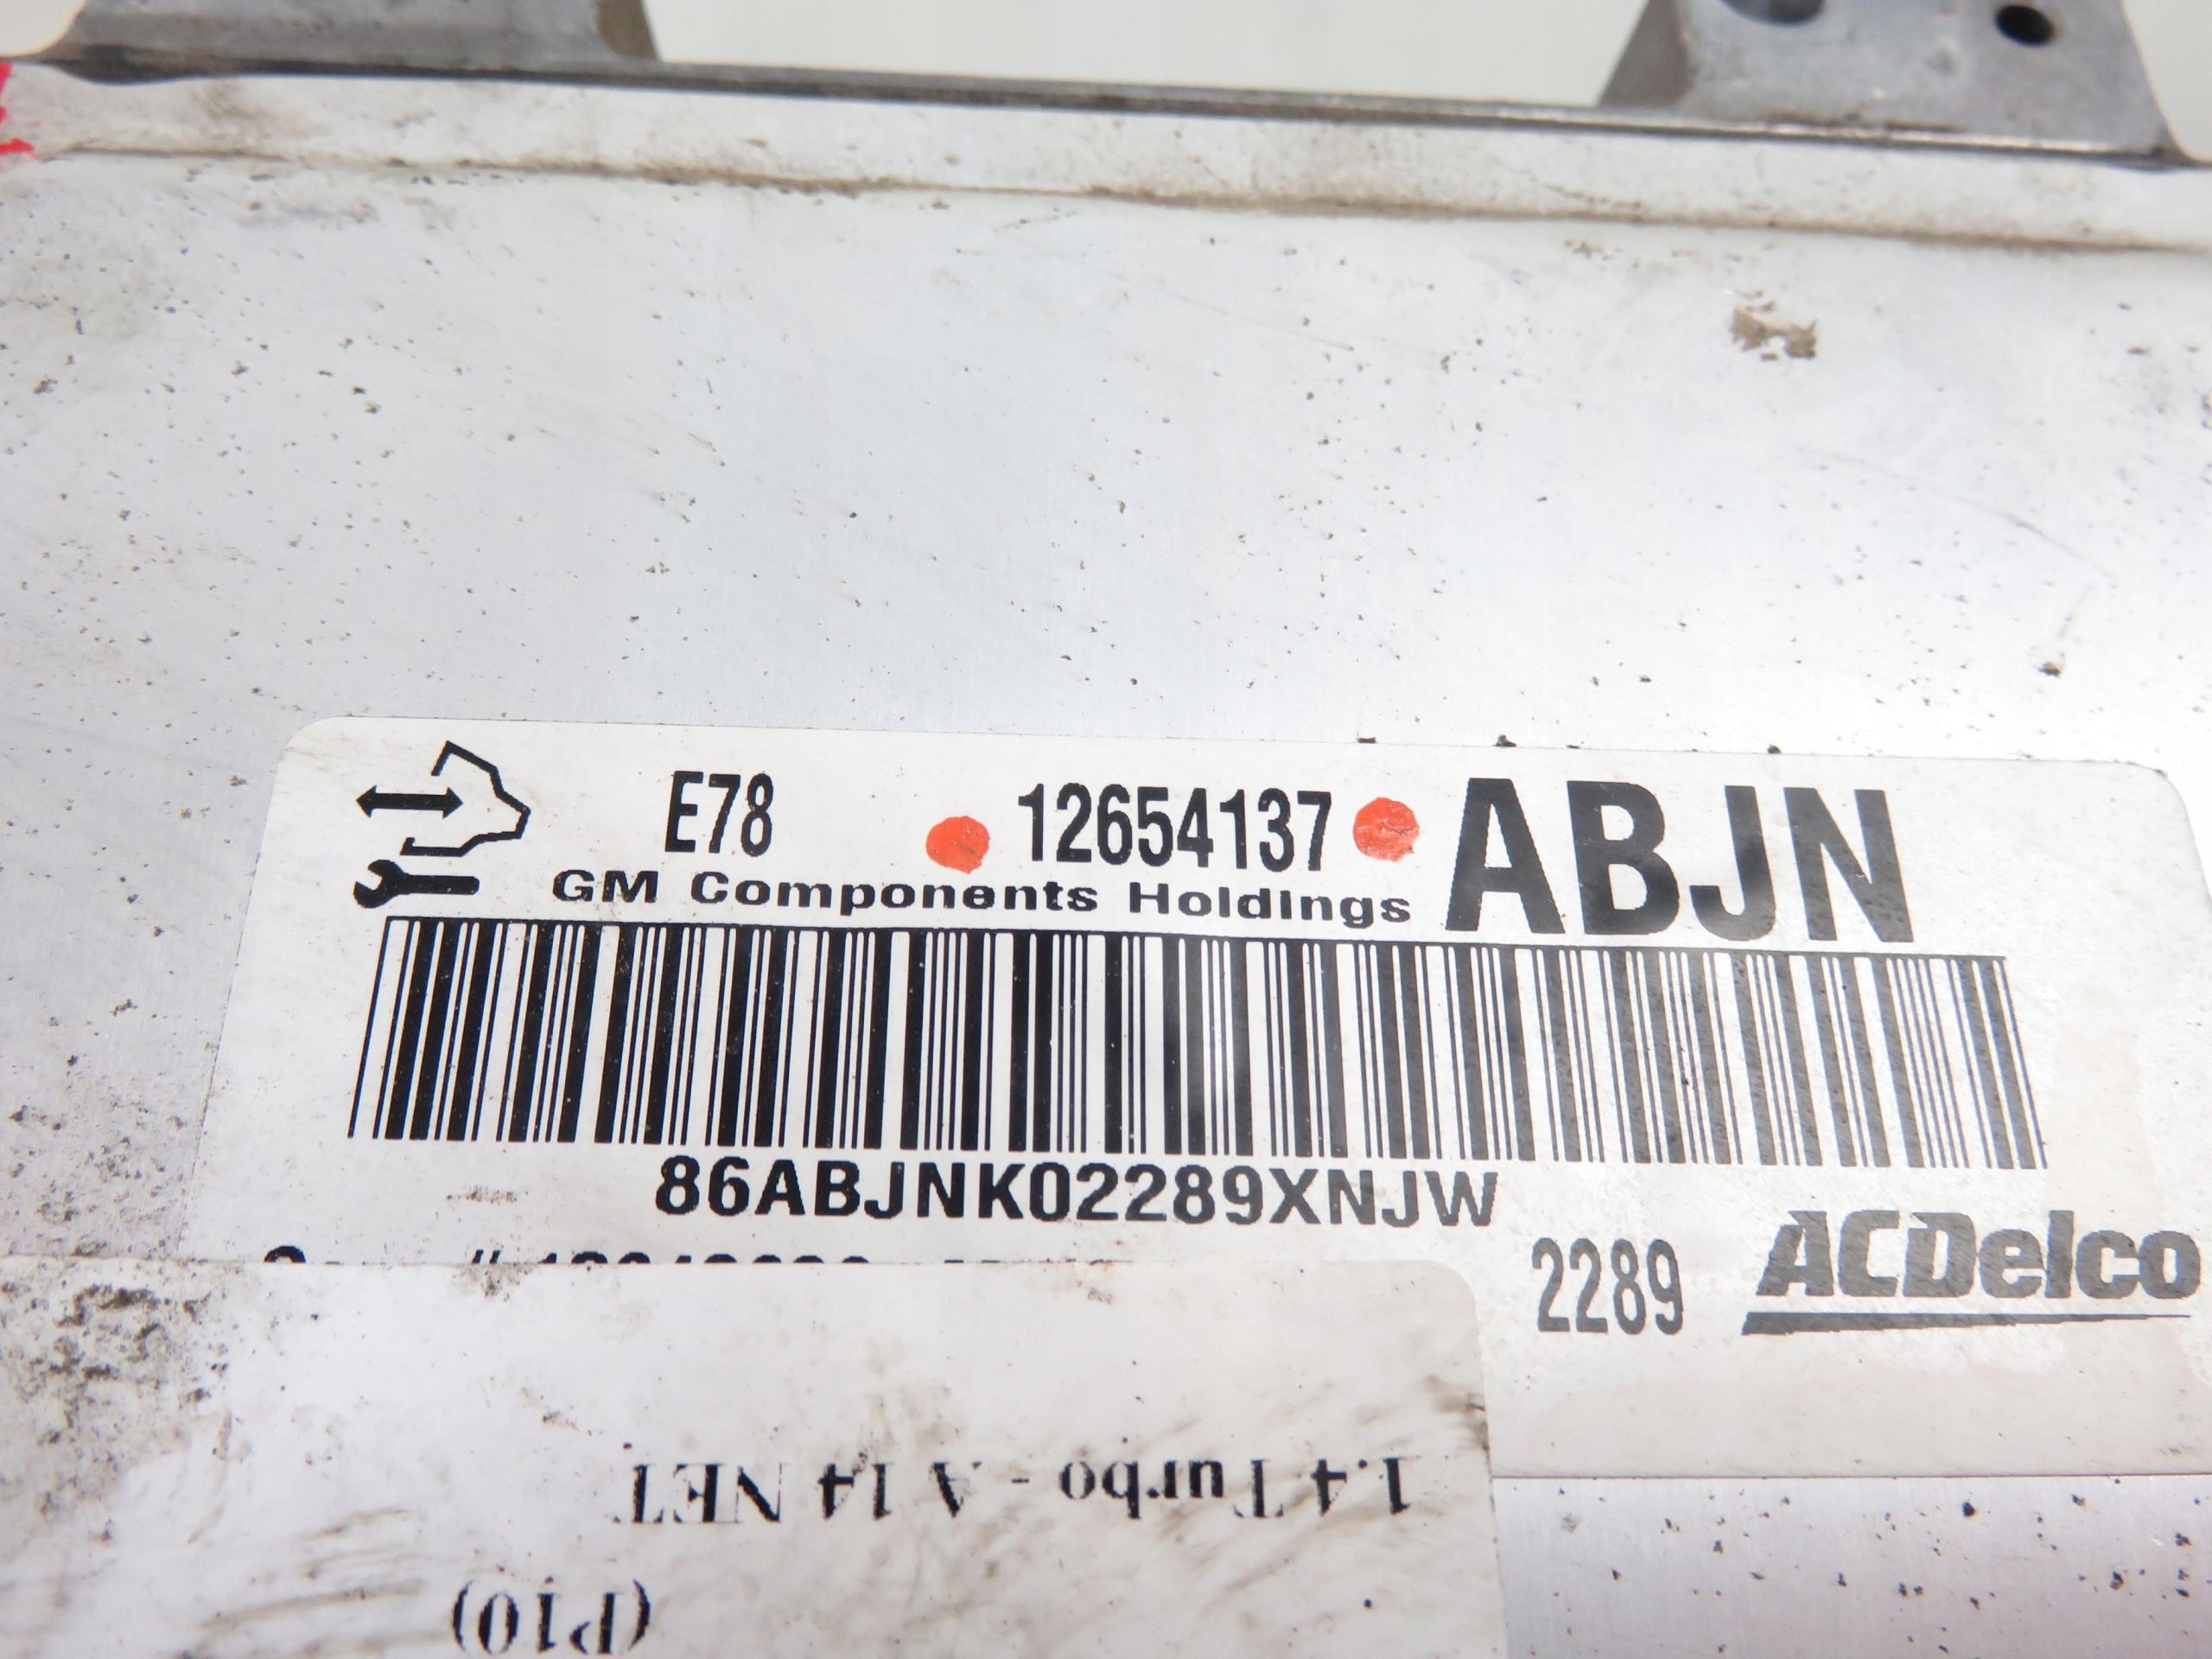 E78 12654137 ABJN
GM Components Holdings
86ABJNK02289XNJW
2289 ACDelco
1.4 Turbo - A 14 NET
(P10)